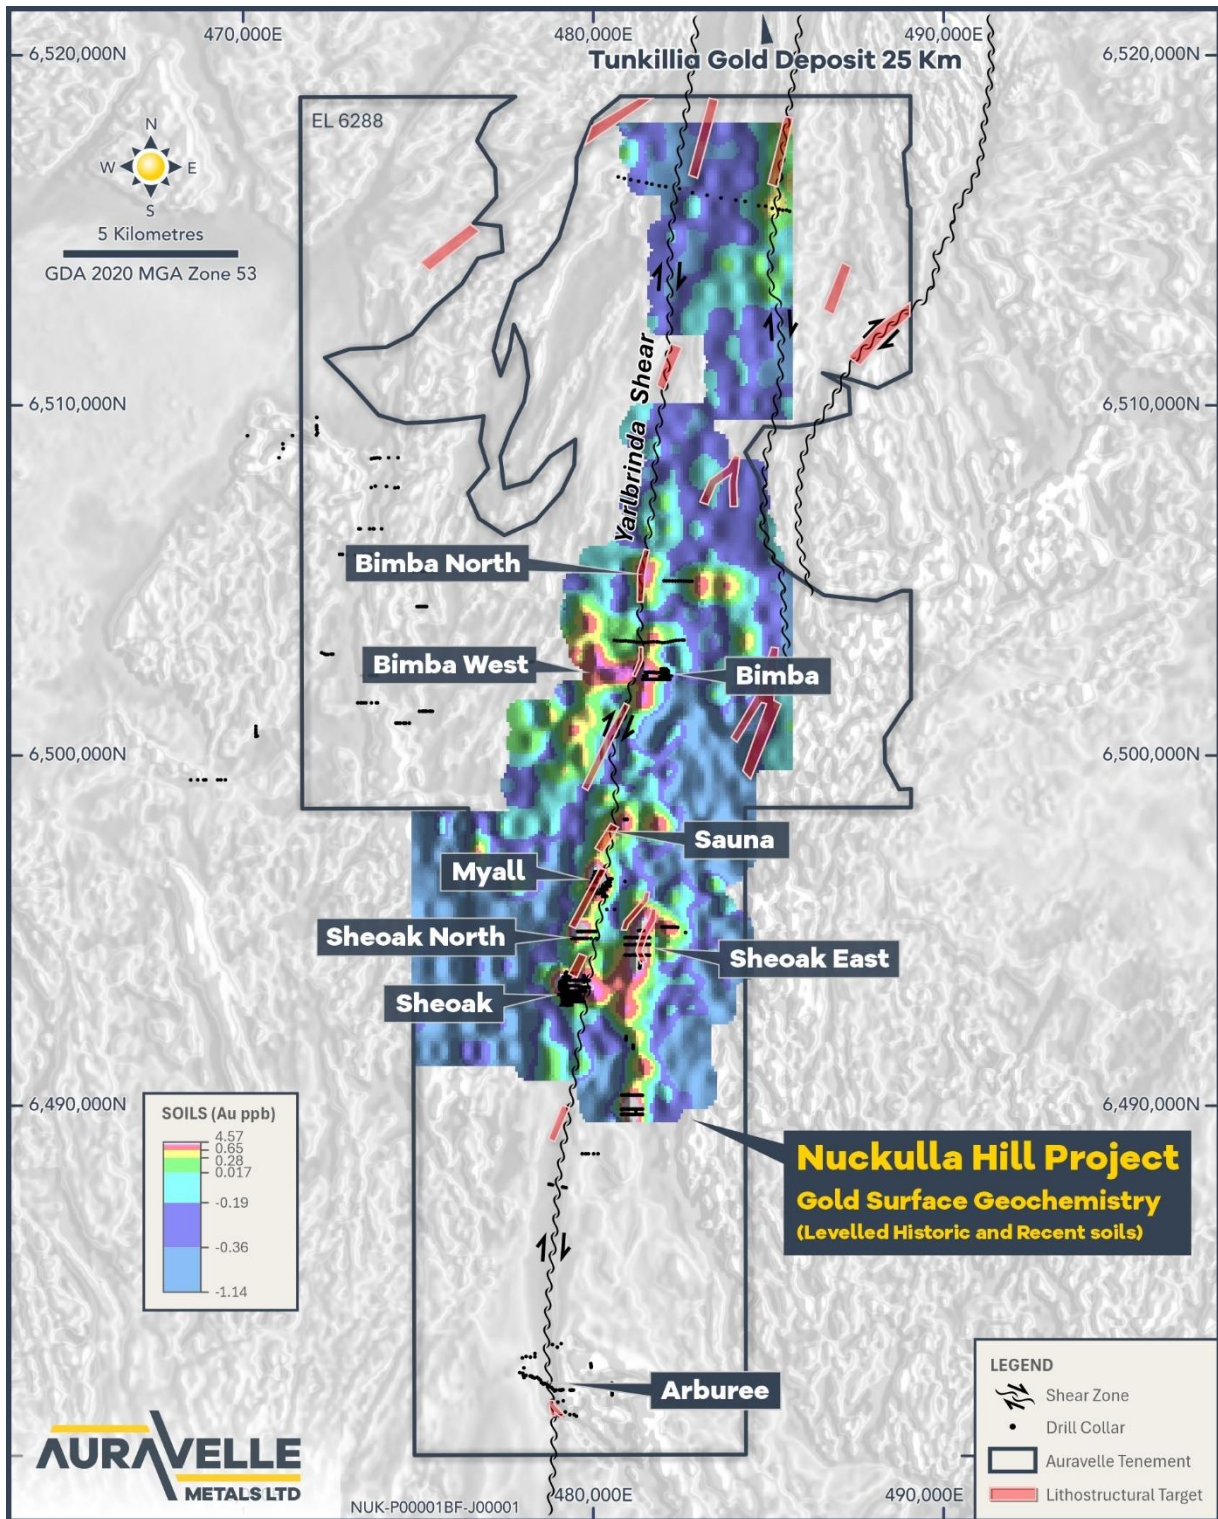 470,000E
480,000E
490,000E
6,520,000N
6,520,000N
Tunkillia Gold Deposit 25 Km
EL 6288
N
W
E
S
5 Kilometres
GDA 2020 MGA Zone 53
Yarlbrinda Shear
6,510,000N
6,510,000N
Bimba North
Bimba West
Bimba
6,500,000N
6,500,000N
Sauna
Myall
Sheoak North
Sheoak East
Sheoak
6,490,000N
6,490,000N
SOILS (Au ppb)
4.57
0.65
0.28
0.017
-0.19
-0.36
-1.14
Nuckulla Hill Project
Gold Surface Geochemistry
(Levelled Historic and Recent soils)
Arburee
LEGEND
Shear Zone
Drill Collar
Auravelle Tenement
Lithostructural Target
AURAVELLE
METALS LTD
NUK-P00001BF-J00001
480,000E
490,000E